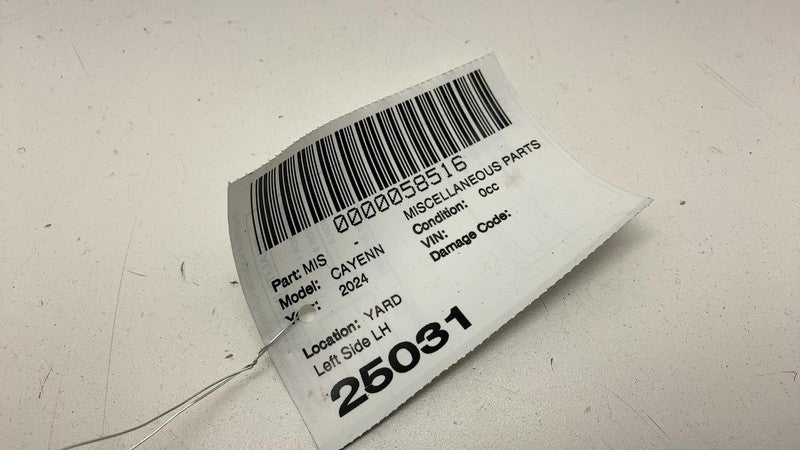 0000058516
Part: MIS - MISCELLANEOUS PARTS
Model: CAYENN Condition: 0cc
2024 VIN:
Damage Code:
Location: YARD
Left Side LH
25031